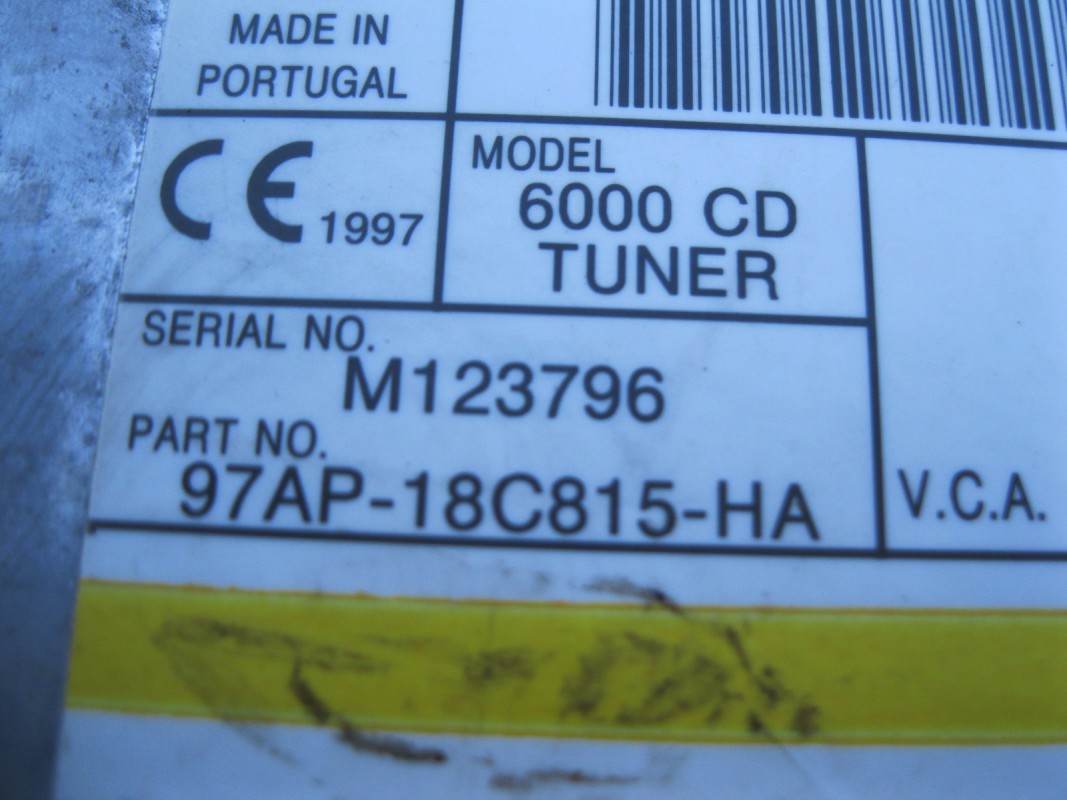 MADE IN
PORTUGAL
CE 1997
MODEL
6000 CD
TUNER
SERIAL NO.
M123796
PART NO.
97AP-18C815-HA
V.C.A.